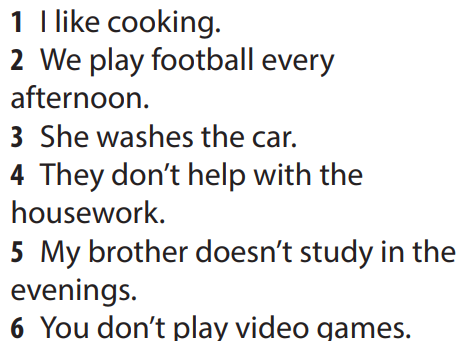 1 I like cooking.
2 We play football every
afternoon.
3 She washes the car.
4 They don’t help with the
housework.
5 My brother doesn’t study in the
evenings.
6 You don’t play video games.